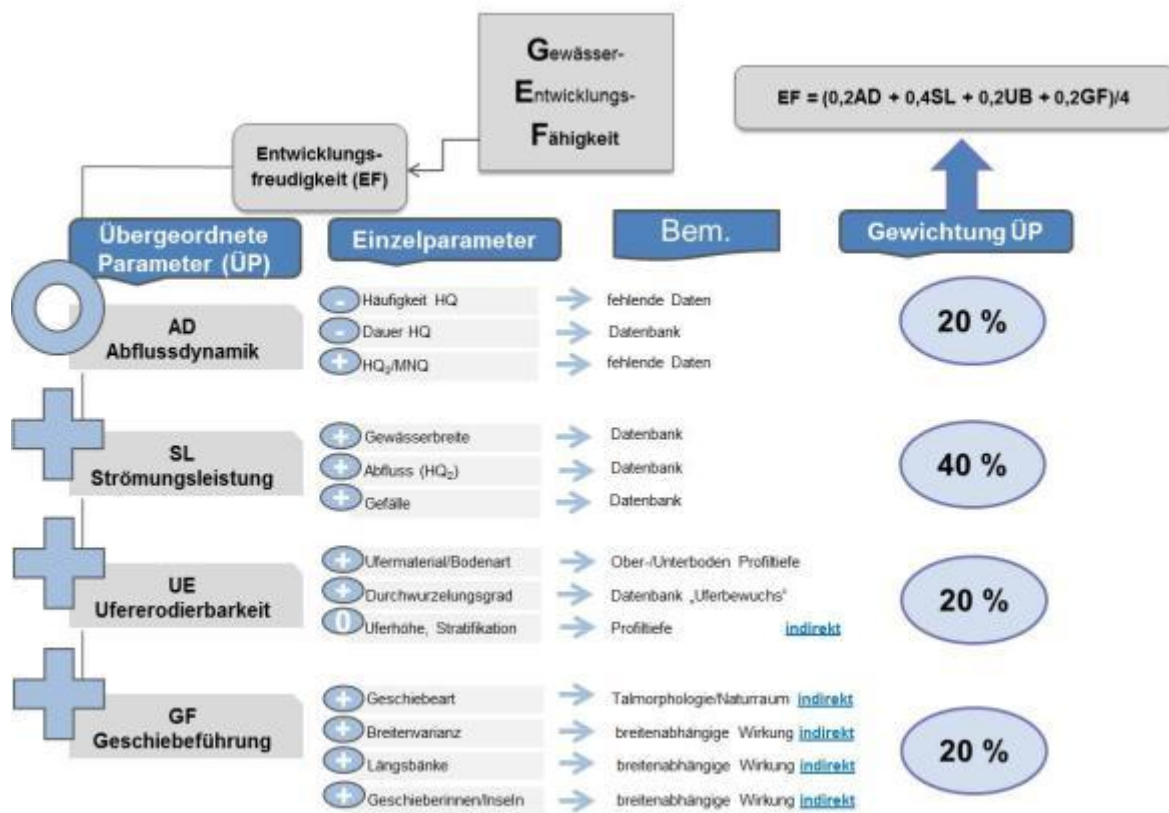 Gewässer-
Entwicklungs-
Fähigkeit
EF = (0,2AD + 0,4SL + 0,2UB + 0,2GF)/4
Entwicklungs-
freudigkeit (EF)
Übergeordnete
Parameter (ÜP)
Einzelparameter
Bem.
Gewichtung ÜP
AD
Abflussdynamik
- Häufigkeit HQ
fehlende Daten
- Dauer HQ
Datenbank
+ HQ₂/MNQ
fehlende Daten
20 %
SL
Strömungsleistung
+ Gewässerbreite
Datenbank
+ Abfluss (HQ₂)
Datenbank
+ Gefälle
Datenbank
40 %
UE
Ufererodierbarkeit
+ Ufermaterial/Bodenart
Ober-/Unterboden Profiltiefe
+ Durchwurzelungsgrad
Datenbank „Uferbewuchs"
0 Uferhöhe, Stratifikation
Profiltiefe indirekt
20 %
GF
Geschiebeführung
+ Geschiebeart
Talmorphologie/Naturraum indirekt
+ Breitenvarianz
breitenabhängige Wirkung indirekt
+ Längsbänke
breitenabhängige Wirkung indirekt
+ Geschieberinnen/Inseln
breitenabhängige Wirkung indirekt
20 %